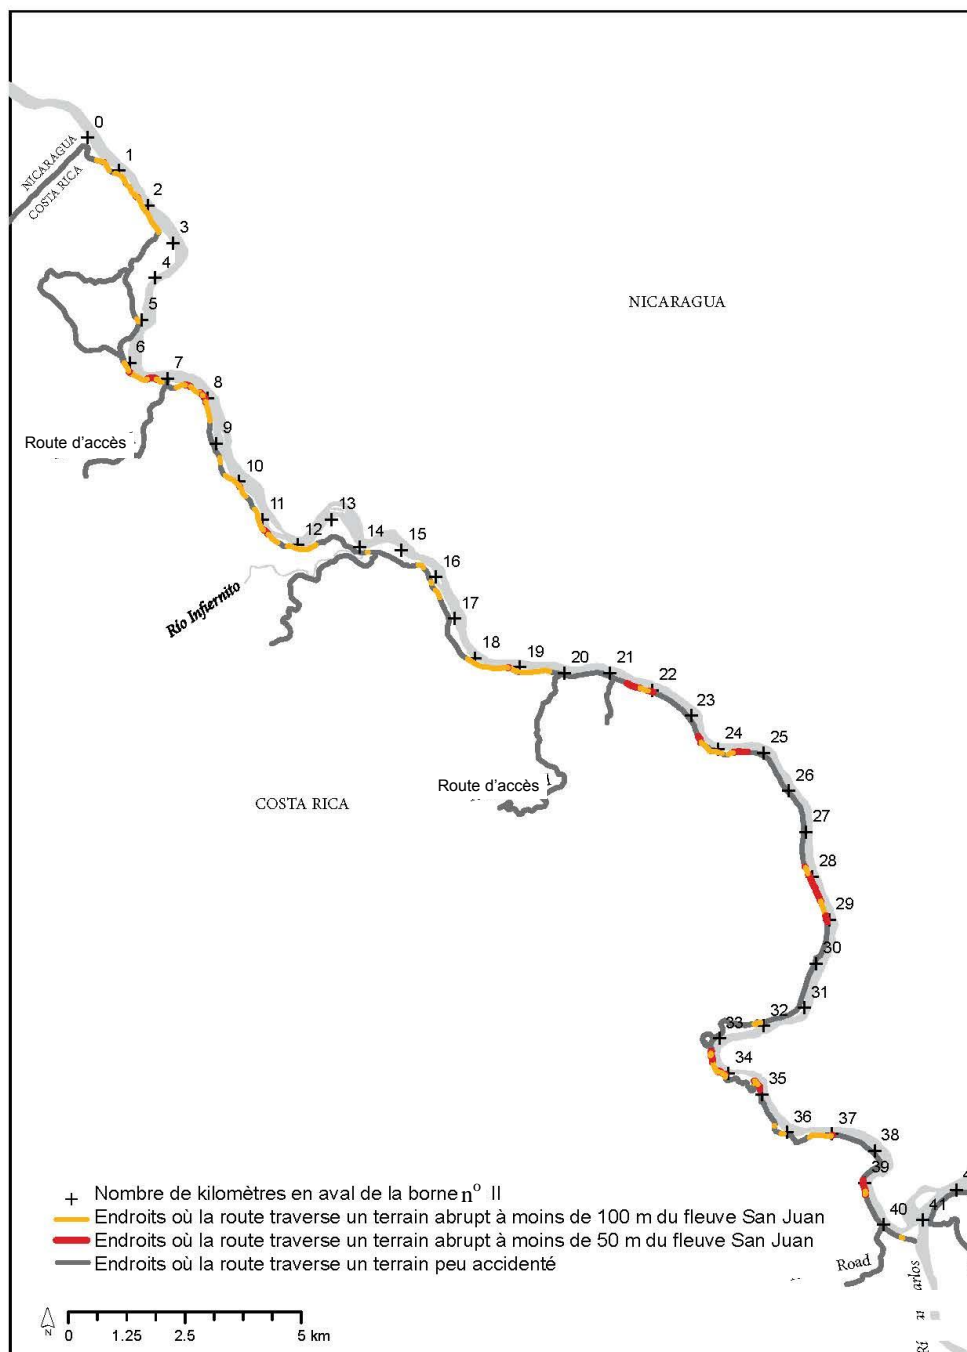 0
NICARAGUA
COSTA RICA
1
2
3
4
5
6
7
8
NICARAGUA
Route d'accès
9
10
11
12
13
14
15
16
Río Infiernito
17
18
19
20
21
22
23
24
25
Route d'accès
COSTA RICA
26
27
28
29
30
31
32
33
34
35
36
37
38
39
40
41
Road
arlos
+ Nombre de kilomètres en aval de la borne nº II
Endroits où la route traverse un terrain abrupt à moins de 100 m du fleuve San Juan
Endroits où la route traverse un terrain abrupt à moins de 50 m du fleuve San Juan
Endroits où la route traverse un terrain peu accidenté
N
0 1.25 2.5 5 km